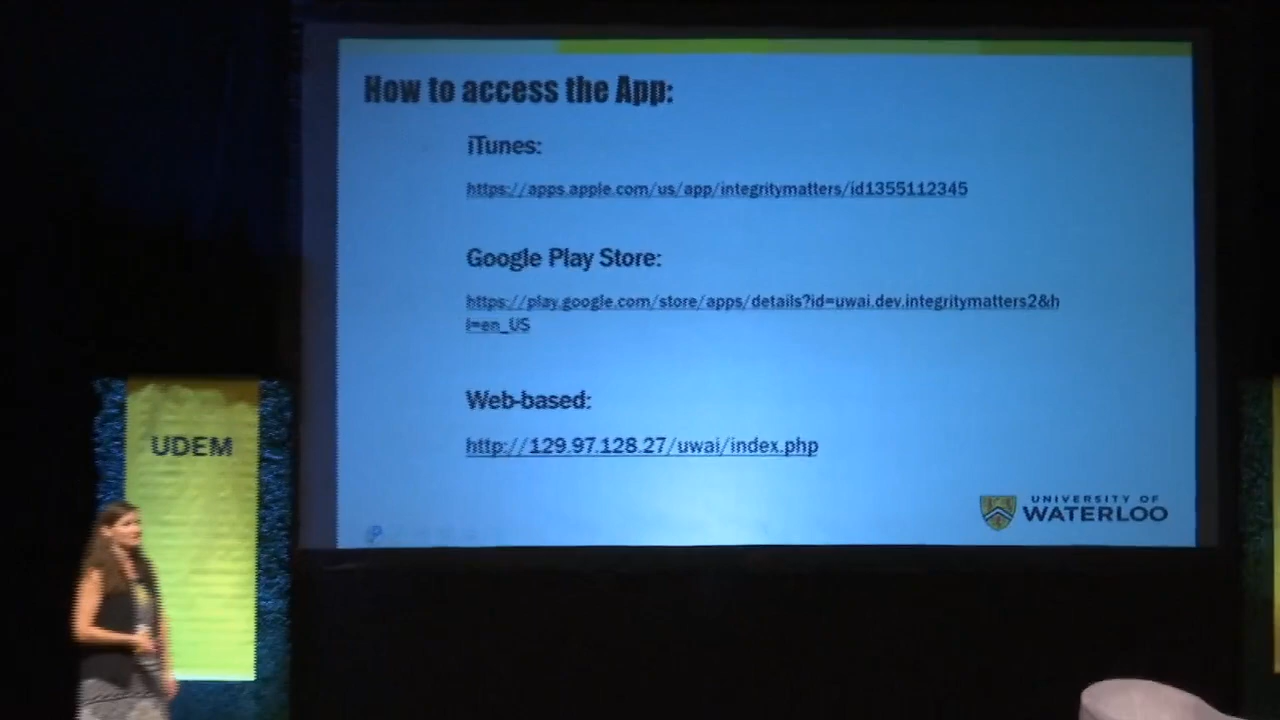 How to access the App:
iTunes:
https://apps.apple.com/us/app/integritymatters/id1355112345
Google Play Store:
https://play.google.com/store/apps/details?id=uwai.dev.integritymatters2&h
l=en_US
Web-based:
http://129.97.128.27/uwai/index.php
UNIVERSITY OF
WATERLOO
UDEM